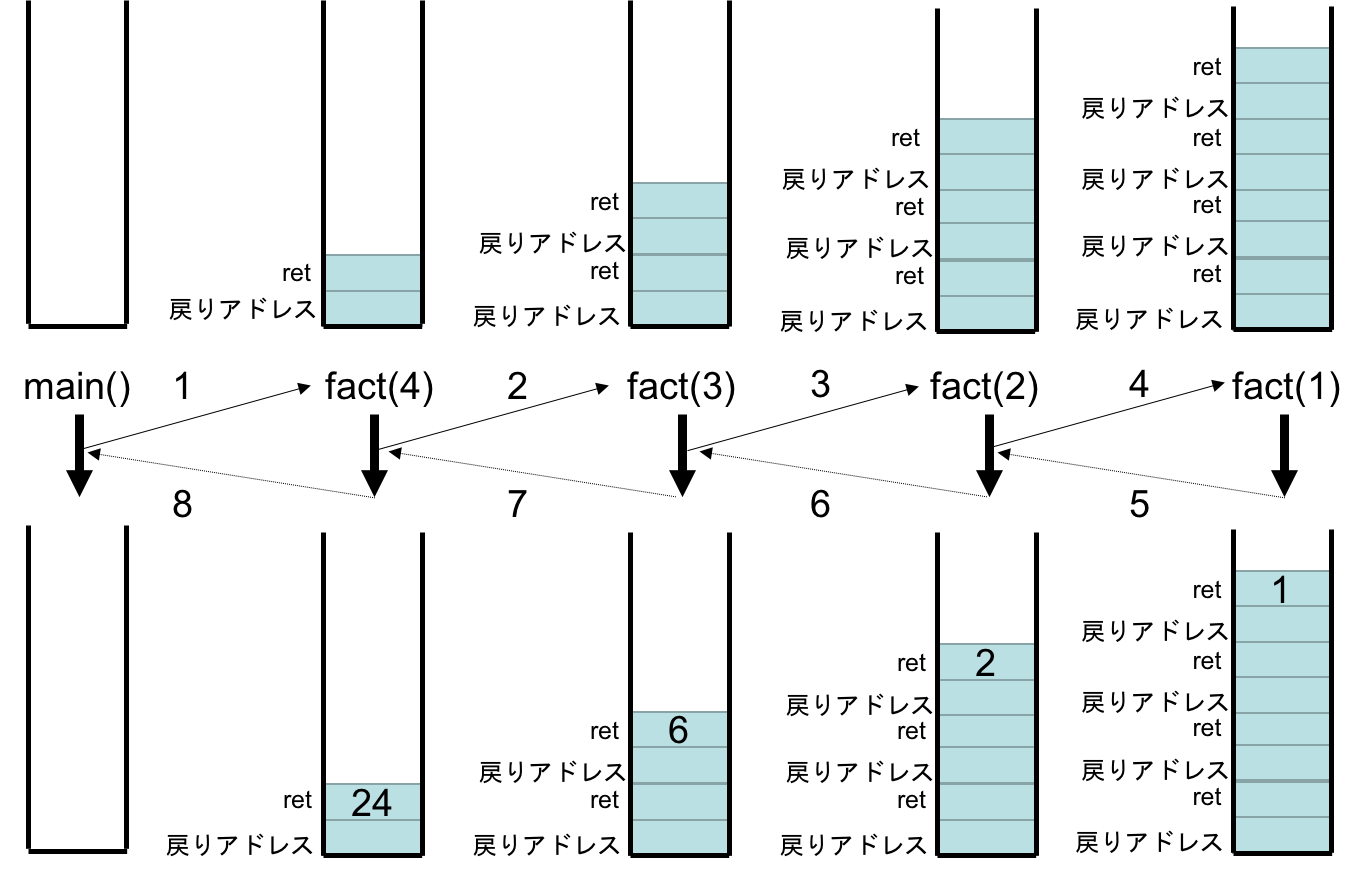 ret
戻りアドレス
ret
戻りアドレス
ret
戻りアドレス
ret
戻りアドレス
ret
戻りアドレス
ret
戻りアドレス
ret
戻りアドレス
ret
戻りアドレス
ret
戻りアドレス
ret
戻りアドレス
main() 1 fact(4) 2 fact(3) 3 fact(2) 4 fact(1)
8 7 6 5
ret 24
戻りアドレス
ret 6
戻りアドレス
ret
戻りアドレス
ret 2
戻りアドレス
ret
戻りアドレス
ret
戻りアドレス
ret 1
戻りアドレス
ret
戻りアドレス
ret
戻りアドレス
ret
戻りアドレス